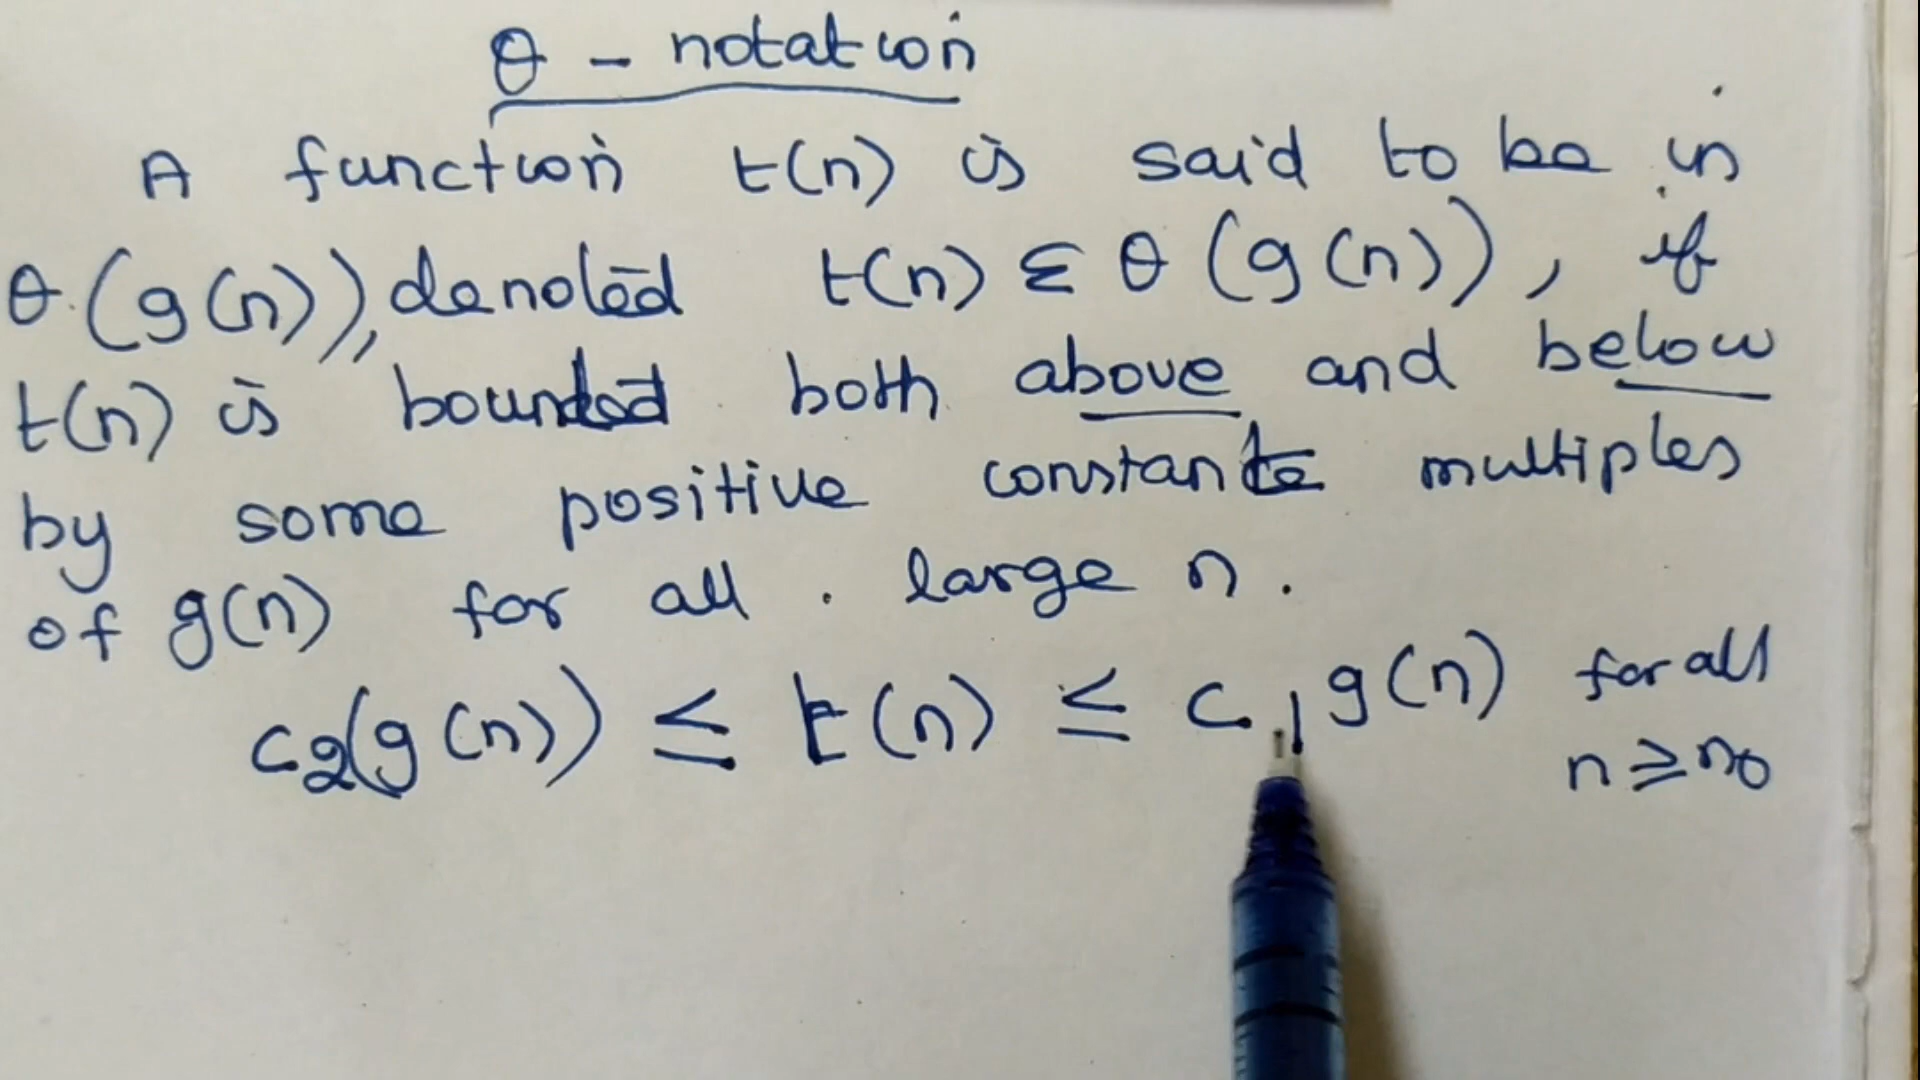 θ - notation
A function t(n) is said to be in
θ(g(n)), denoted t(n) ∈ θ(g(n)), if
t(n) is bounded both above and below
by some positive constante multiples
of g(n) for all large n.
c2(g(n)) ≤ t(n) ≤ c1g(n) for all
n ≥ n0